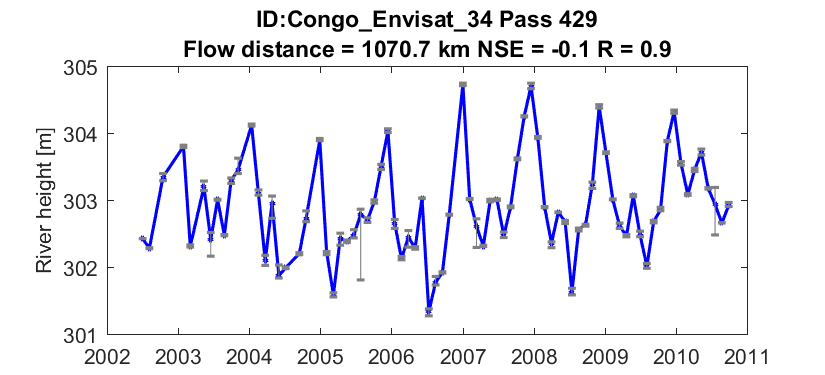 ID:Congo_Envisat_34 Pass 429
Flow distance = 1070.7 km NSE = -0.1 R = 0.9
River height [m]
305
304
303
302
301
2002 2003 2004 2005 2006 2007 2008 2009 2010 2011